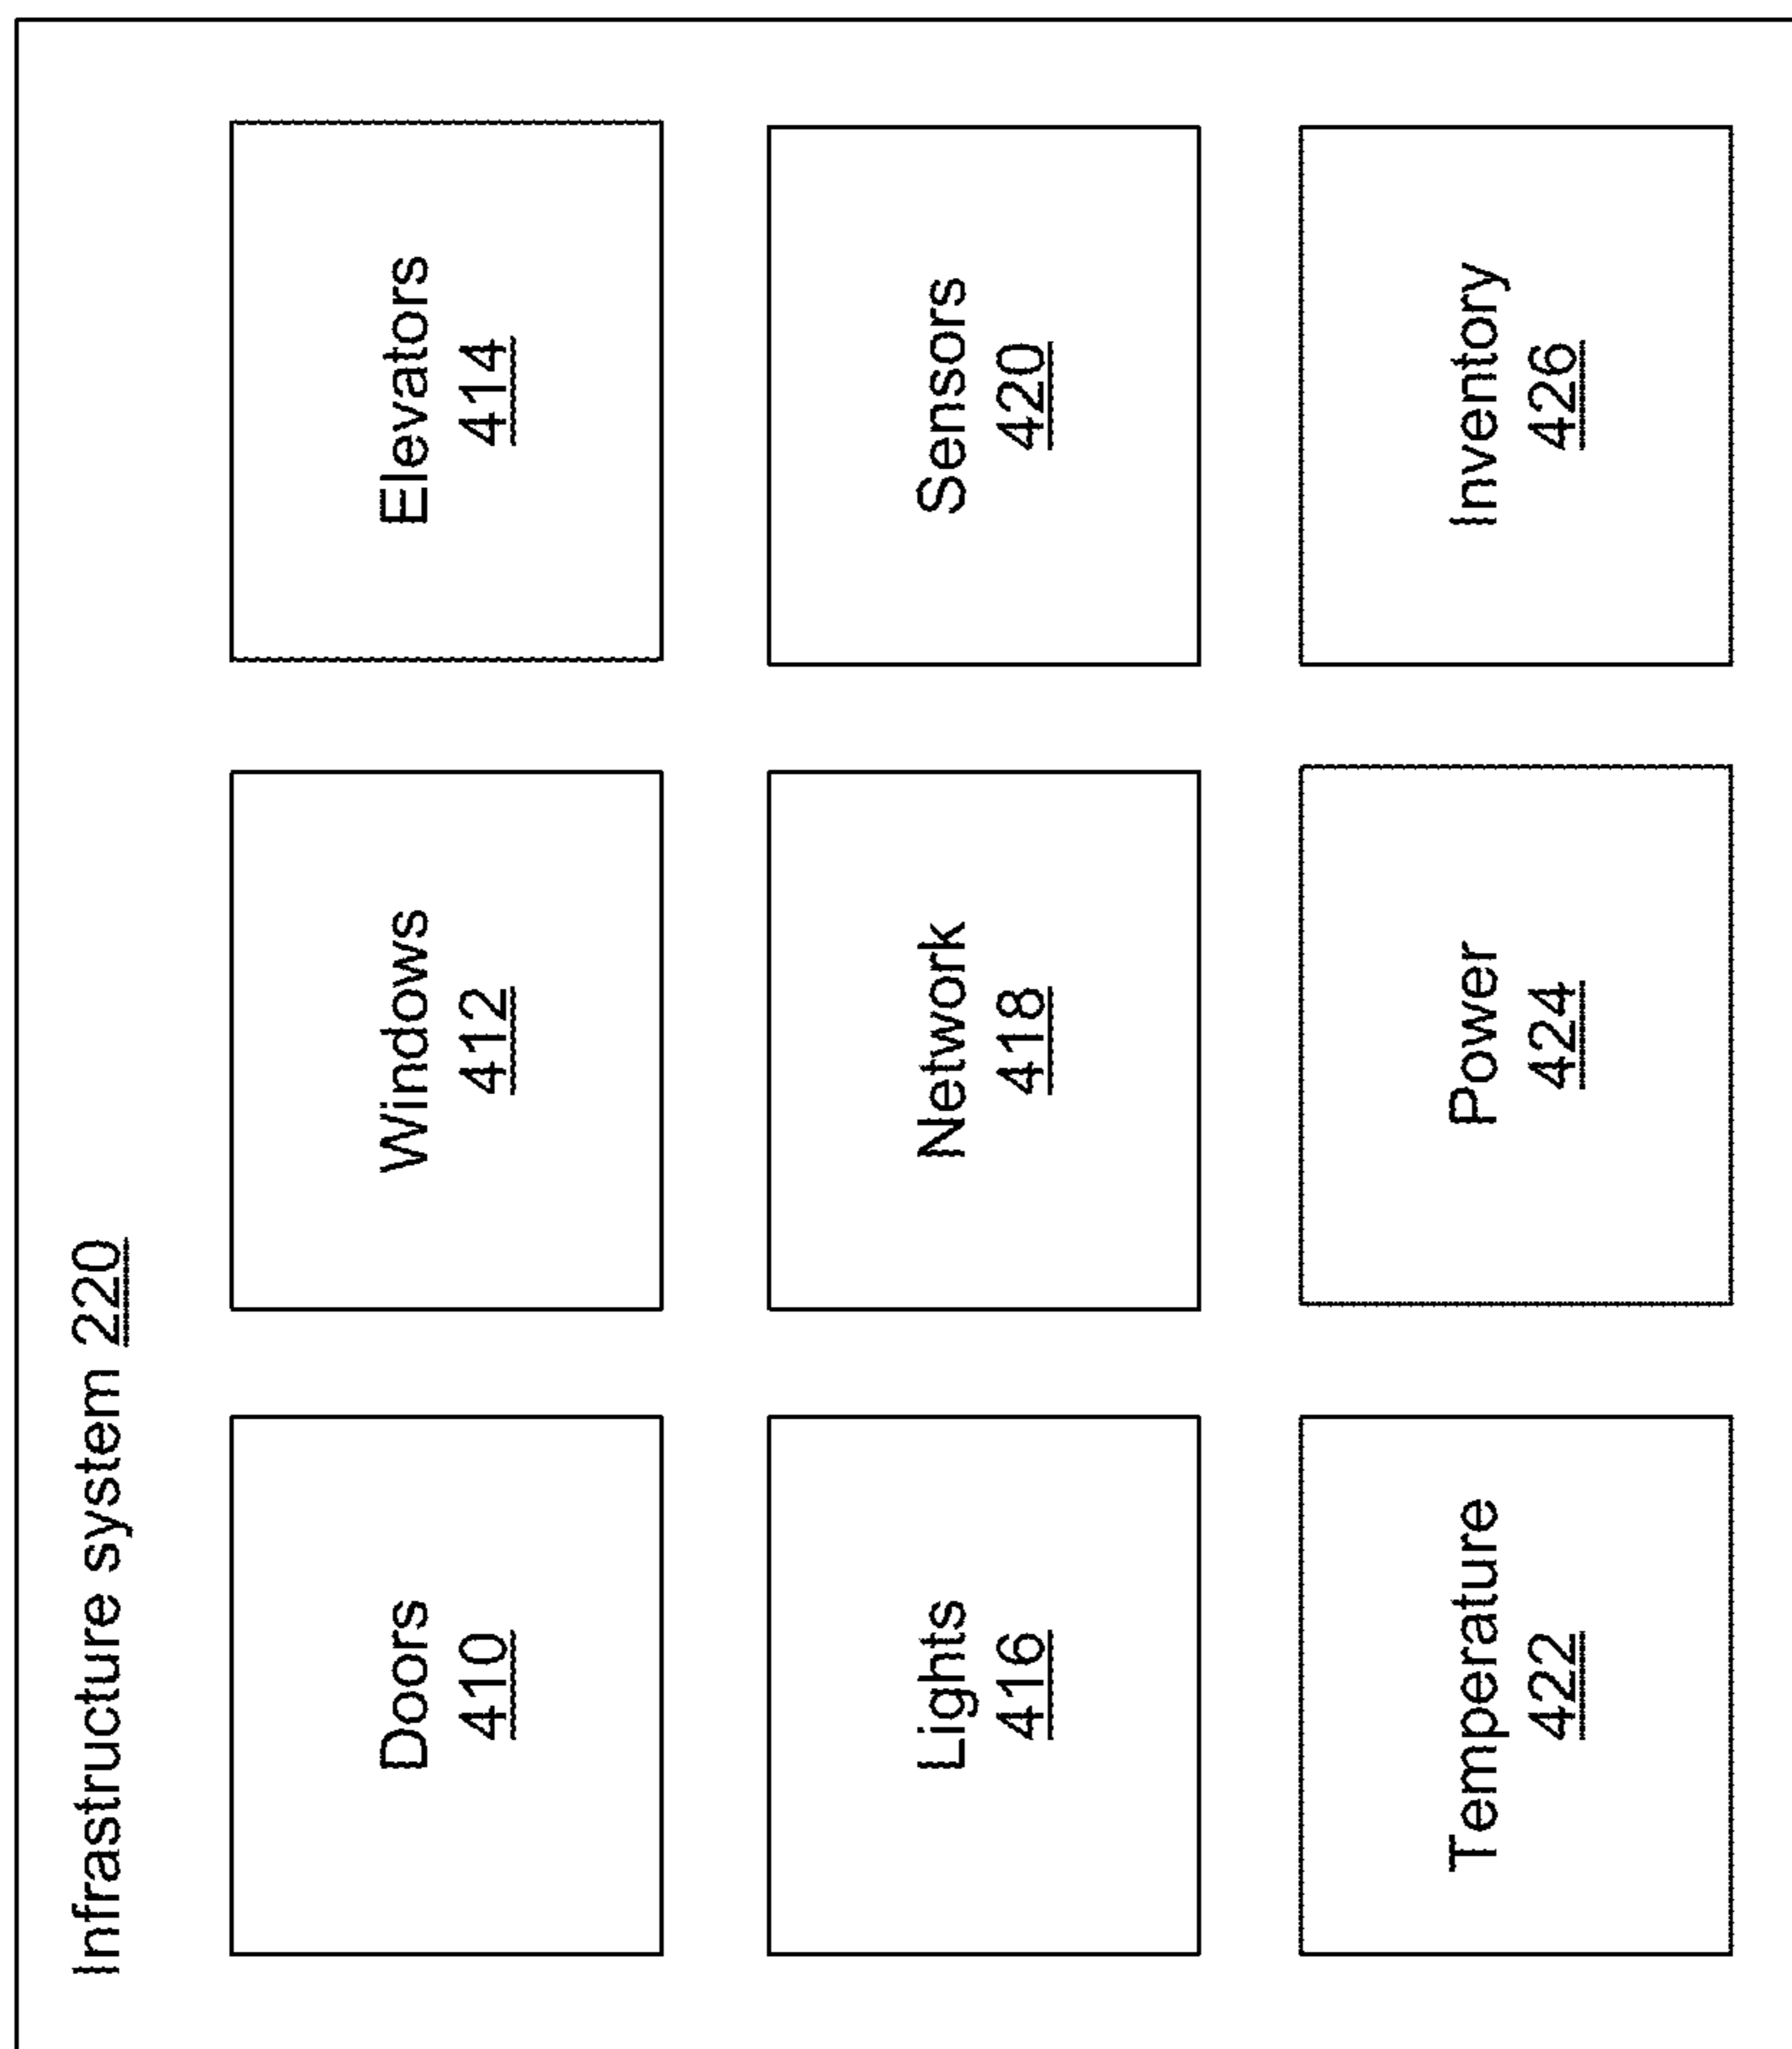 Infrastructure system 220
Doors
410
Windows
412
Elevators
414
Lights
416
Network
418
Sensors
420
Temperature
422
Power
424
Inventory
426